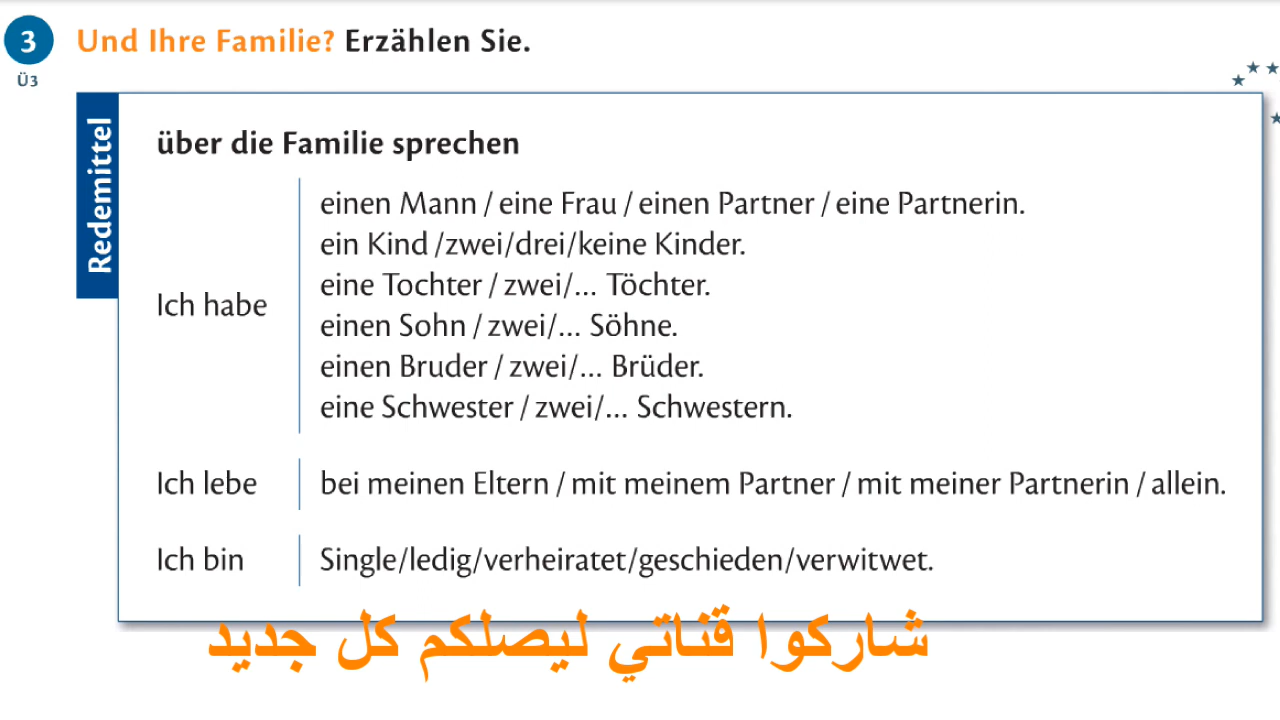 3 Und Ihre Familie? Erzählen Sie.
Ü3
Redemittel
über die Familie sprechen
einen Mann / eine Frau / einen Partner / eine Partnerin.
ein Kind /zwei/drei/keine Kinder.
eine Tochter / zwei/... Töchter.
Ich habe
einen Sohn / zwei/... Söhne.
einen Bruder / zwei/... Brüder.
eine Schwester / zwei/... Schwestern.
Ich lebe bei meinen Eltern / mit meinem Partner / mit meiner Partnerin / allein.
Ich bin Single/ledig/verheiratet/geschieden/verwitwet.
شاركوا قناتي ليصلكم كل جديد